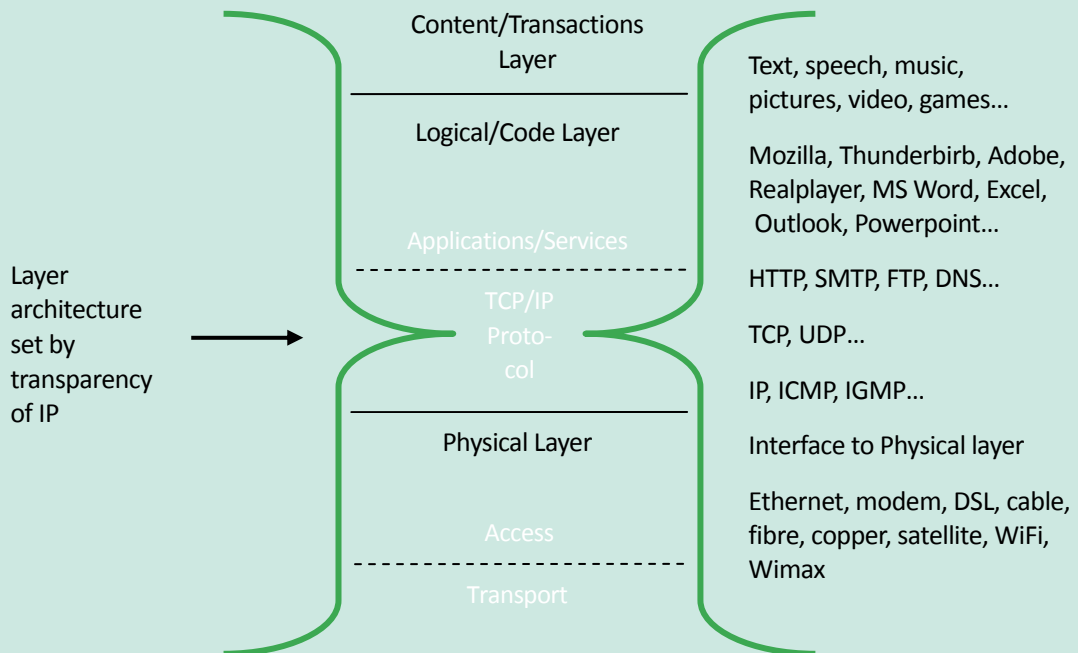 Content/Transactions
Layer
Logical/Code Layer
Applications/Services
TCP/IP
Proto-
col
Physical Layer
Access
Transport
Layer
architecture
set by
transparency
of IP
Text, speech, music,
pictures, video, games...
Mozilla, Thunderbirb, Adobe,
Realplayer, MS Word, Excel,
Outlook, Powerpoint...
HTTP, SMTP, FTP, DNS...
TCP, UDP...
IP, ICMP, IGMP...
Interface to Physical layer
Ethernet, modem, DSL, cable,
fibre, copper, satellite, WiFi,
Wimax